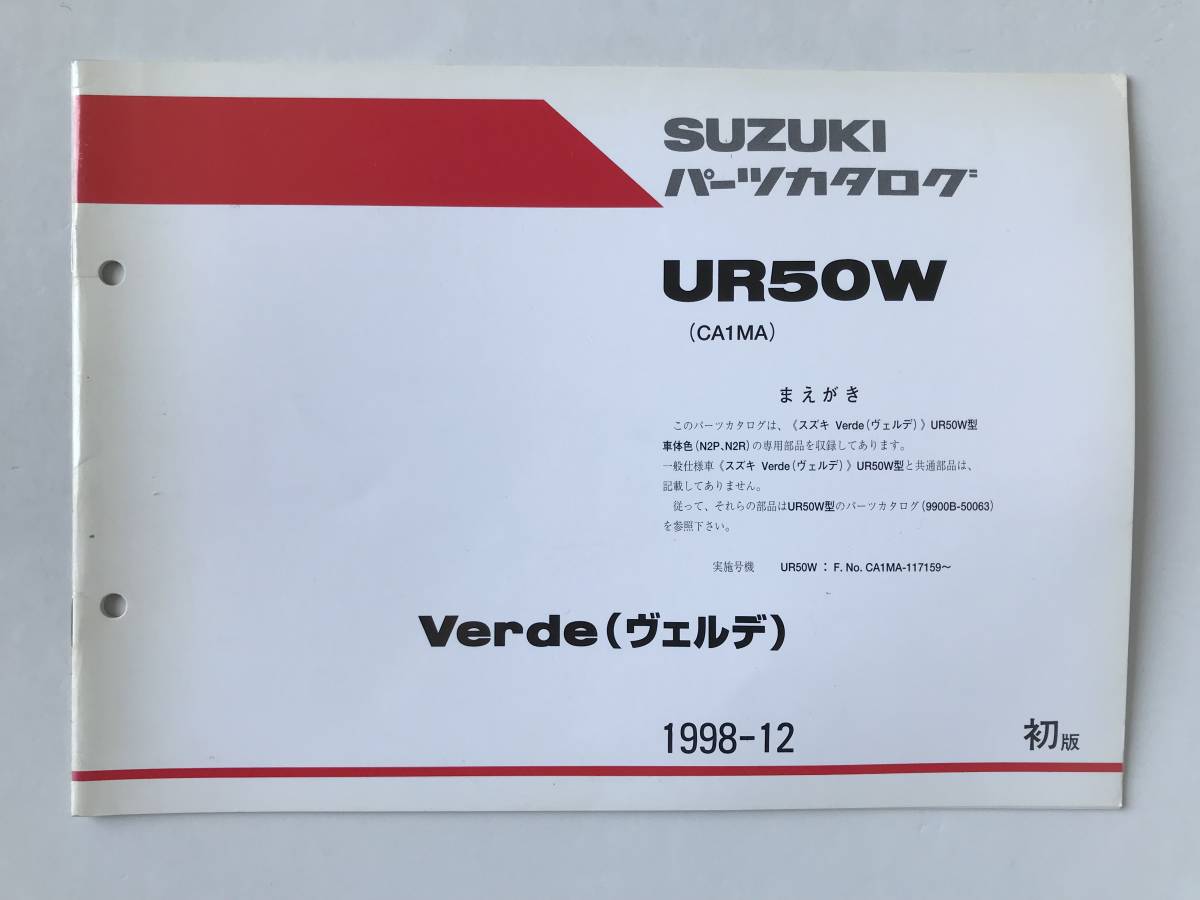 SUZUKI
パーツカタログ
UR50W
(CA1MA)
まえがき
このパーツカタログは、《スズキ Verde(ヴェルデ)》UR50W型
車体色(N2P、N2R)の専用部品を収録してあります。
一般仕様車《スズキ Verde(ヴェルデ)》UR50W型と共通部品は、
記載してありません。
従って、それらの部品はUR50W型のパーツカタログ(9900B-50063)
を参照下さい。
実施号機 UR50W : F. No. CA1MA-117159～
Verde(ヴェルデ)
1998-12 初版